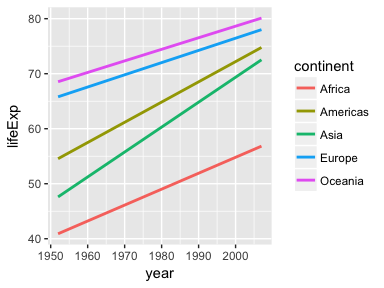 80
70
60
50
40
lifeExp
1950 1960 1970 1980 1990 2000
year
continent
Africa
Americas
Asia
Europe
Oceania